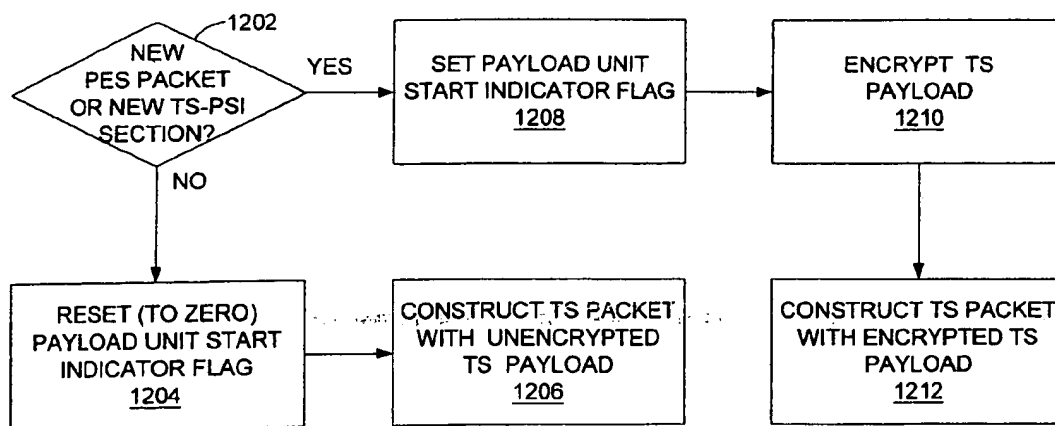 1202
NEW
PES PACKET
OR NEW TS-PSI
SECTION?
YES
NO
SET PAYLOAD UNIT
START INDICATOR FLAG
1208
ENCRYPT TS
PAYLOAD
1210
RESET (TO ZERO)
PAYLOAD UNIT START
INDICATOR FLAG
1204
CONSTRUCT TS PACKET
WITH UNENCRYPTED
TS PAYLOAD
1206
CONSTRUCT TS PACKET
WITH ENCRYPTED TS
PAYLOAD
1212